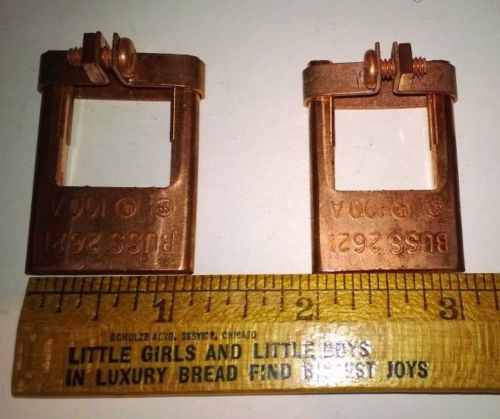 100A
BUSS 2621
100A
BUSS 2621
1 2 3
SCHULZE ADVG. SERVICE, CHICAGO
LITTLE GIRLS AND LITTLE BOYS
IN LUXURY BREAD FIND BIGGEST JOYS